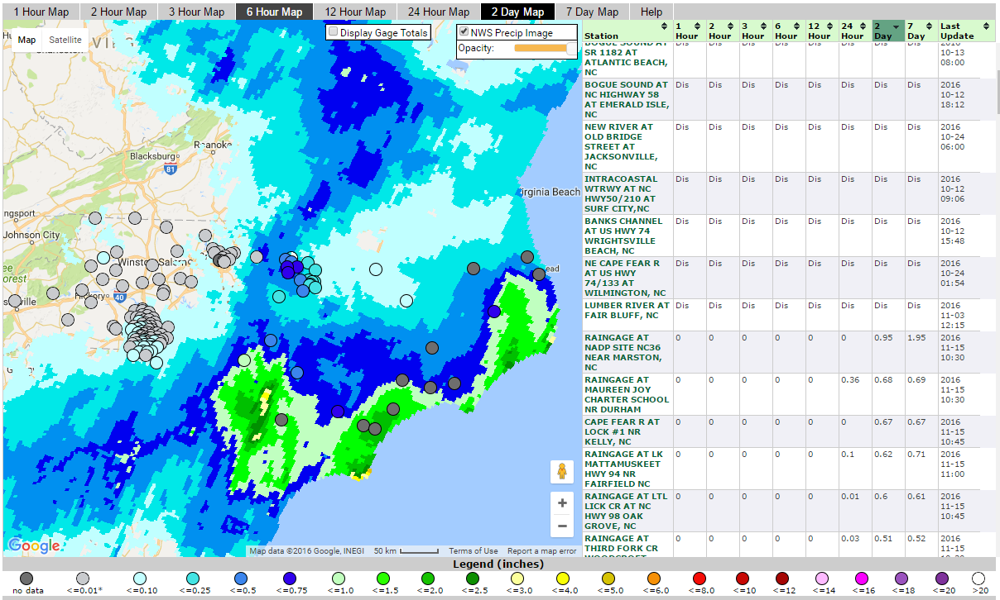 1 Hour Map 2 Hour Map 3 Hour Map 6 Hour Map 12 Hour Map 24 Hour Map 2 Day Map 7 Day Map Help
Map Satellite
Display Gage Totals
NWS Precip Image
Opacity:
Charleston
Roanoke
Blacksburg
81
irginia Beach
ngsport
Johnson City
Winston-Salem
ead
orest
sville
Hickory
40
Google
Map data ©2016 Google, INEGI 50 km Terms of Use Report a map error
Station 1 Hour 2 Hour 3 Hour 6 Hour 12 Hour 24 Hour 2 Day 7 Day Last Update
BOGUE SOUND AT
SR 1182 AT
ATLANTIC BEACH,
NC
Dis Dis Dis Dis Dis Dis Dis Dis 2016
10-13
08:00
BOGUE SOUND AT Dis Dis Dis Dis Dis Dis Dis Dis 2016
NC HIGHWAY 58 10-12
AT EMERALD ISLE, 18:12
NC
NEW RIVER AT Dis Dis Dis Dis Dis Dis Dis Dis 2016
OLD BRIDGE 10-24
STREET AT 06:00
JACKSONVILLE,
NC
INTRACOASTAL Dis Dis Dis Dis Dis Dis Dis Dis 2016
WTRWY AT NC 10-12
HWY50/210 AT 09:06
SURF CITY,NC
BANKS CHANNEL Dis Dis Dis Dis Dis Dis Dis Dis 2016
AT US HWY 74 10-12
WRIGHTSVILLE 15:48
BEACH, NC
NE CAPE FEAR R Dis Dis Dis Dis Dis Dis Dis Dis 2016
AT US HWY 10-24
74/133 AT 01:54
WILMINGTON, NC
LUMBER RIVER AT Dis Dis Dis Dis Dis Dis Dis Dis 2016
FAIR BLUFF, NC 11-03
12:15
RAINGAGE AT 0 0 0 0 0 0 0.95 1.95 2016
NADP SITE NC36 11-15
NEAR MARSTON, 10:30
NC
RAINGAGE AT 0 0 0 0 0 0.36 0.68 0.69 2016
MAUREEN JOY 11-15
CHARTER SCHOOL 10:30
NR DURHAM
CAPE FEAR R AT 0 0 0 0 0 0 0.67 0.67 2016
LOCK #1 NR 11-15
KELLY, NC 10:45
RAINGAGE AT LK 0 0 0 0 0 0.1 0.62 0.71 2016
MATTAMUSKEET 11-15
HWY 94 NR 11:00
FAIRFIELD NC
RAINGAGE AT LTL 0 0 0 0 0 0.01 0.6 0.61 2016
LICK CR AT NC 11-15
HWY 98 OAK 10:45
GROVE, NC
RAINGAGE AT 0 0 0 0 0 0.03 0.51 0.52 2016
THIRD FORK CR 11-15
Legend (inches)
no data <=0.01* <=0.10 <=0.25 <=0.5 <=0.75 <=1.0 <=1.5 <=2.0 <=2.5 <=3.0 <=4.0 <=5.0 <=6.0 <=8.0 <=10 <=12 <=14 <=16 <=18 <=20 >20